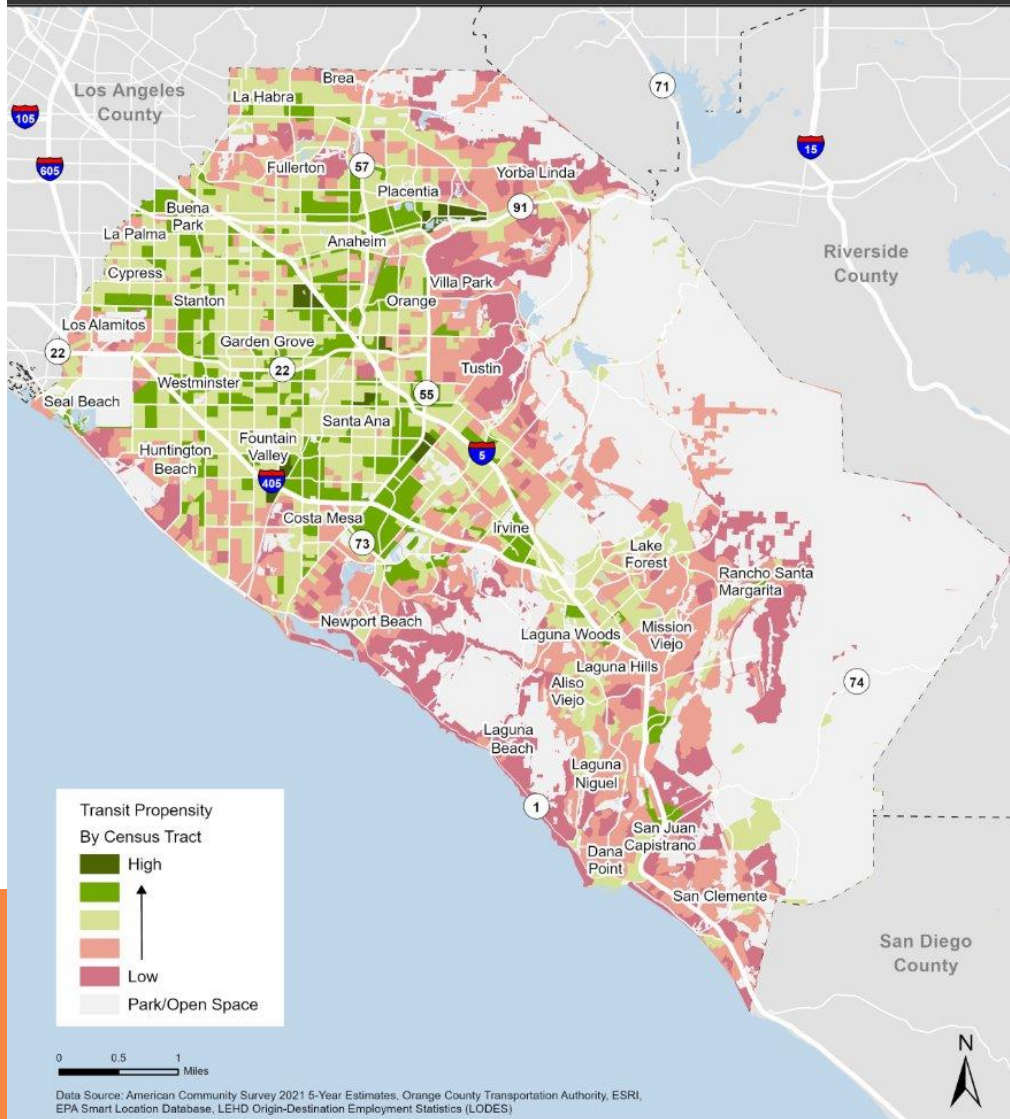 Los Angeles
County
105
605
71
15
Brea
La Habra
Fullerton
57
Placentia
Yorba Linda
91
Buena
Park
La Palma
Anaheim
Riverside
County
Cypress
Villa Park
Stanton
Orange
Los Alamitos
Garden Grove
22
22
Tustin
Westminster
55
Seal Beach
Santa Ana
Huntington
Beach
Fountain
Valley
5
405
Costa Mesa
73
Irvine
Lake
Forest
Rancho Santa
Margarita
Newport Beach
Laguna Woods
Mission
Viejo
Laguna Hills
Aliso
Viejo
74
Laguna
Beach
Laguna
Niguel
1
San Juan
Capistrano
Dana
Point
San Clemente
San Diego
County
Transit Propensity
By Census Tract
High
Low
Park/Open Space
0 0.5 1
Miles
N
Data Source: American Community Survey 2021 5-Year Estimates, Orange County Transportation Authority, ESRI,
EPA Smart Location Database, LEHD Origin-Destination Employment Statistics (LODES)